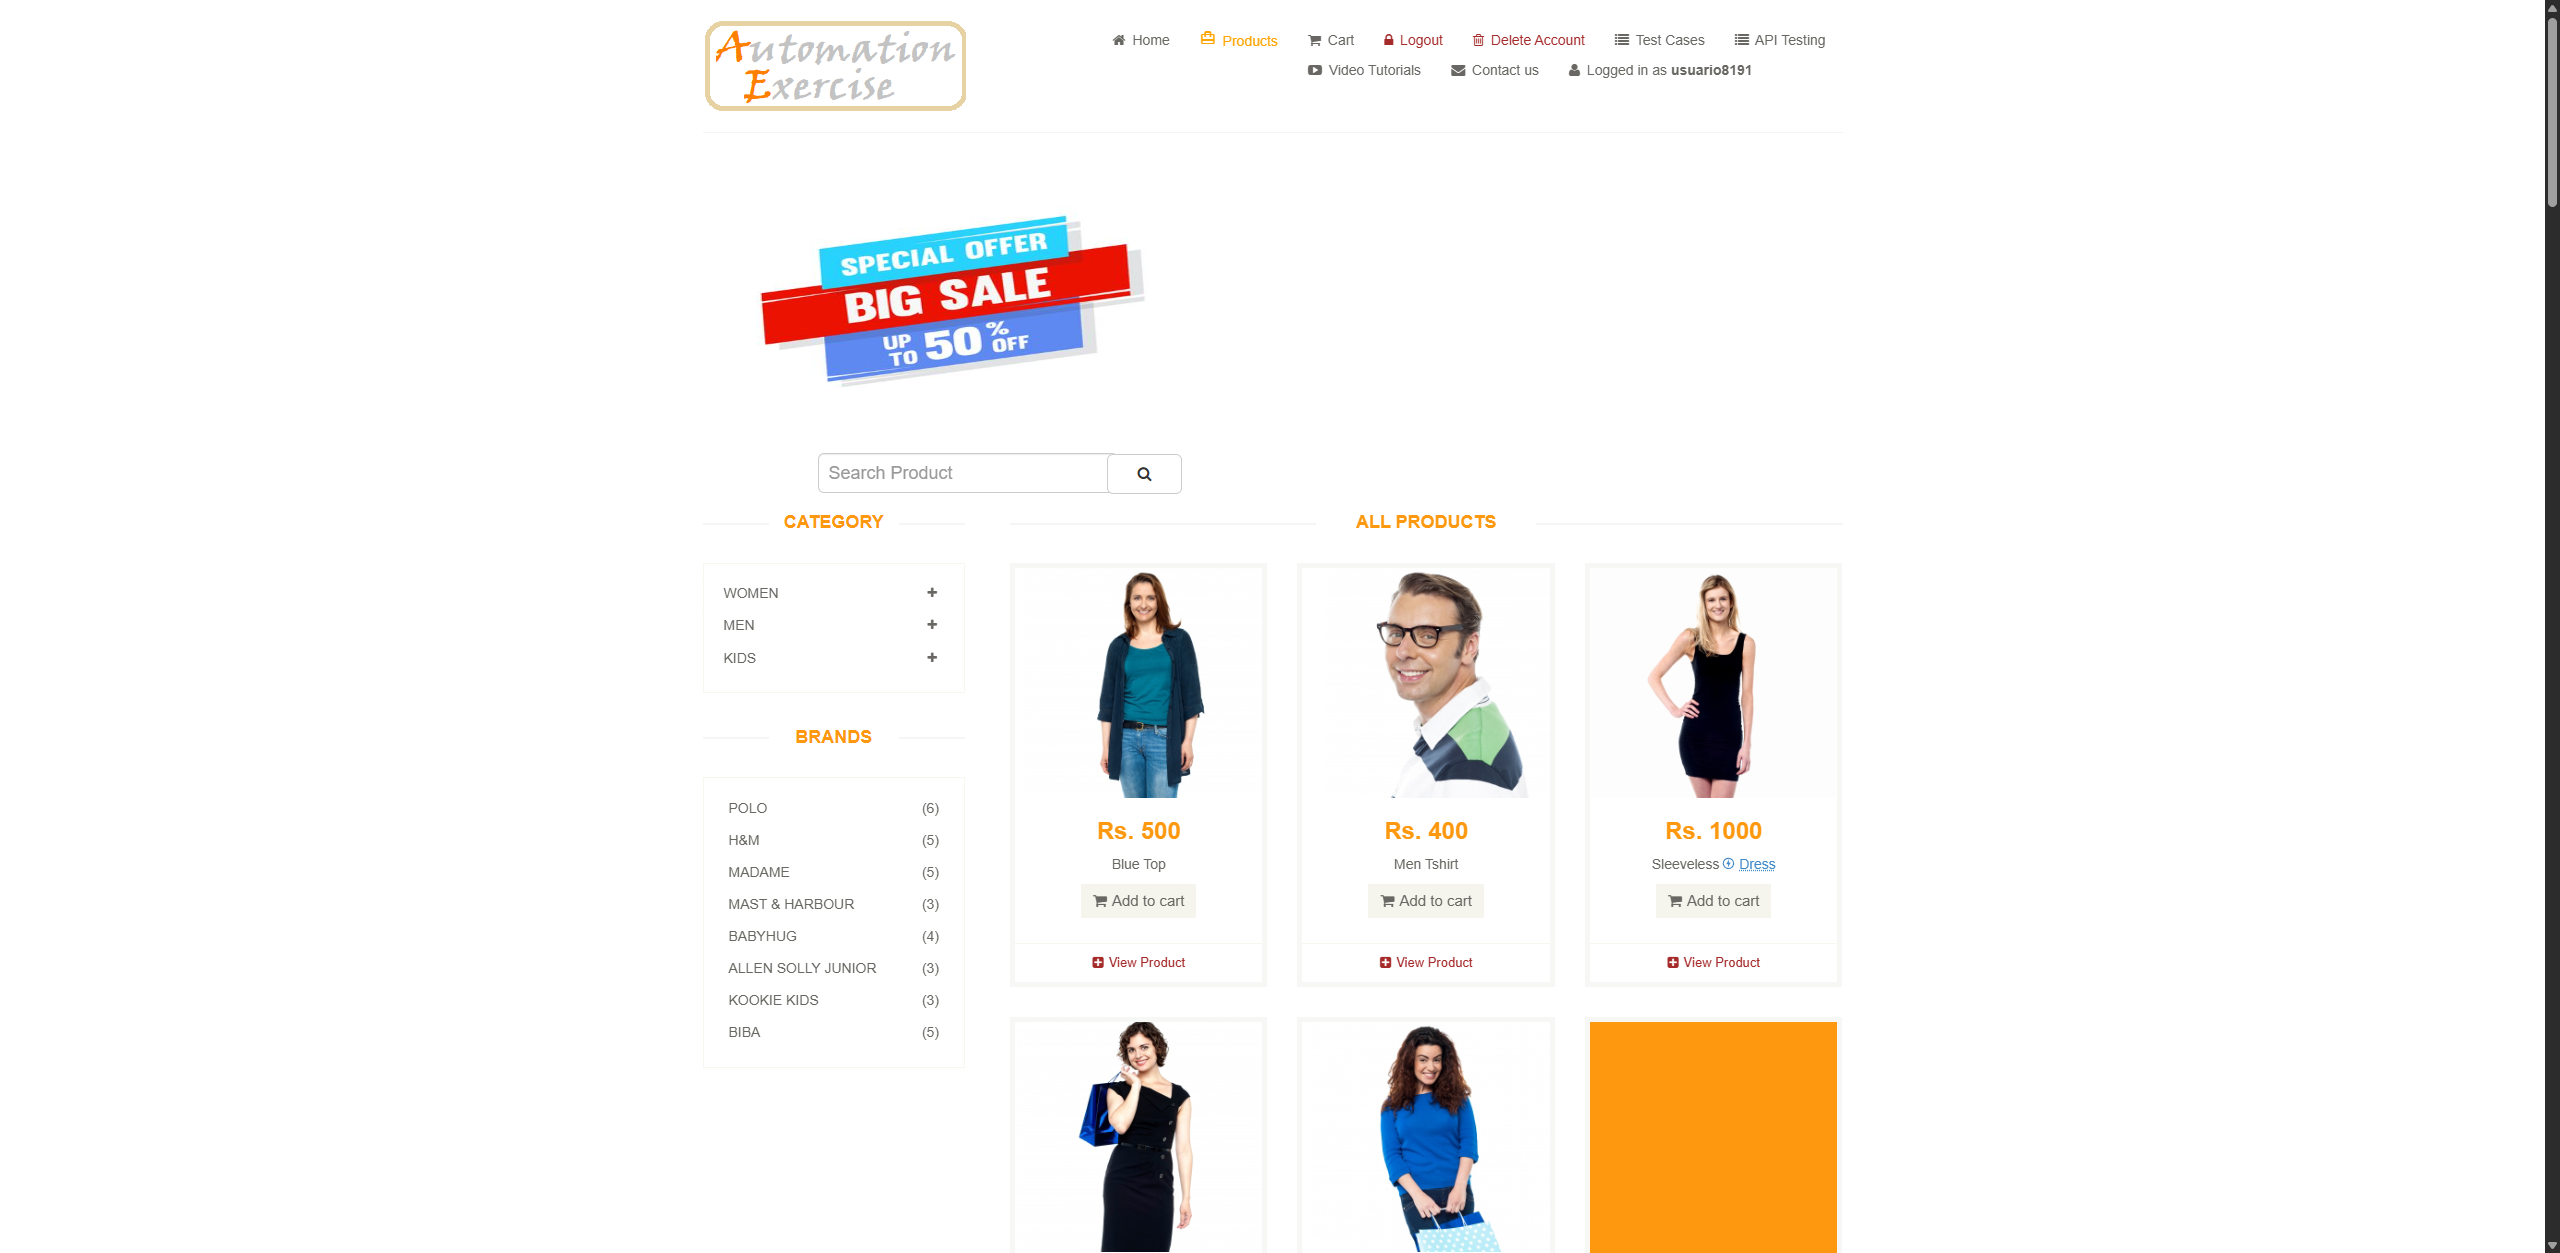 Automation
Exercise
Home Products Cart Logout Delete Account Test Cases API Testing
Video Tutorials Contact us Logged in as usuario8191
SPECIAL OFFER
BIG SALE
UP TO 50% OFF
Search Product
CATEGORY
WOMEN
MEN
KIDS
BRANDS
POLO (6)
H&M (5)
MADAME (5)
MAST & HARBOUR (3)
BABYHUG (4)
ALLEN SOLLY JUNIOR (3)
KOOKIE KIDS (3)
BIBA (5)
ALL PRODUCTS
Rs. 500
Blue Top
Add to cart
View Product
Rs. 400
Men Tshirt
Add to cart
View Product
Rs. 1000
Sleeveless Dress
Add to cart
View Product